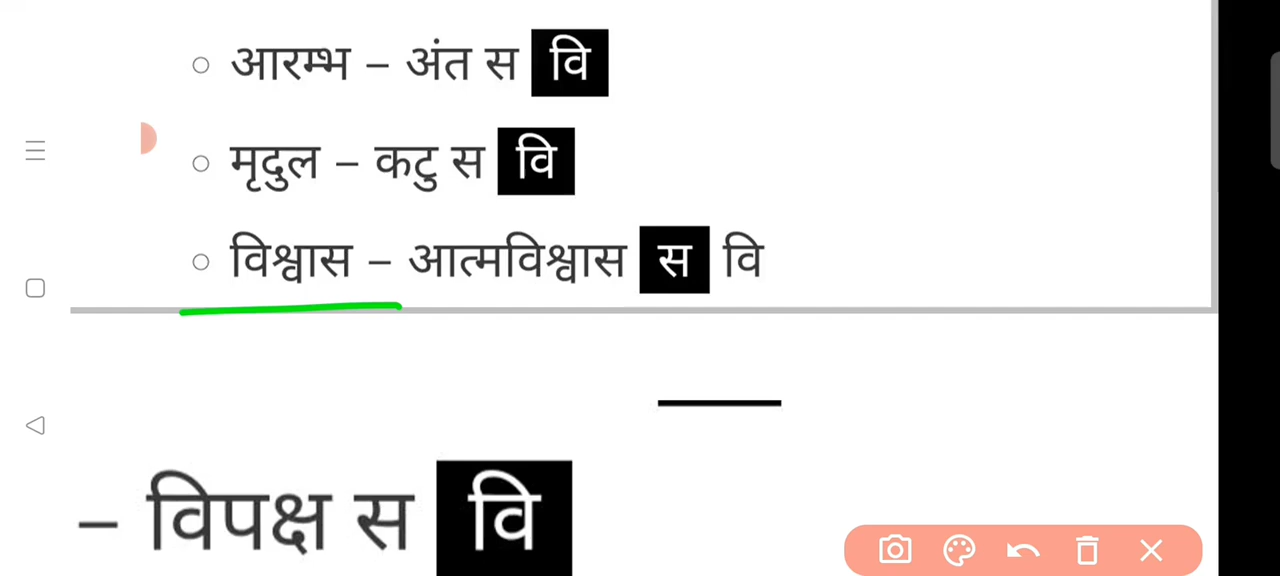 आरम्भ – अंत स वि
मृदुल – कटु स वि
विश्वास – आत्मविश्वास स वि
– विपक्ष स वि